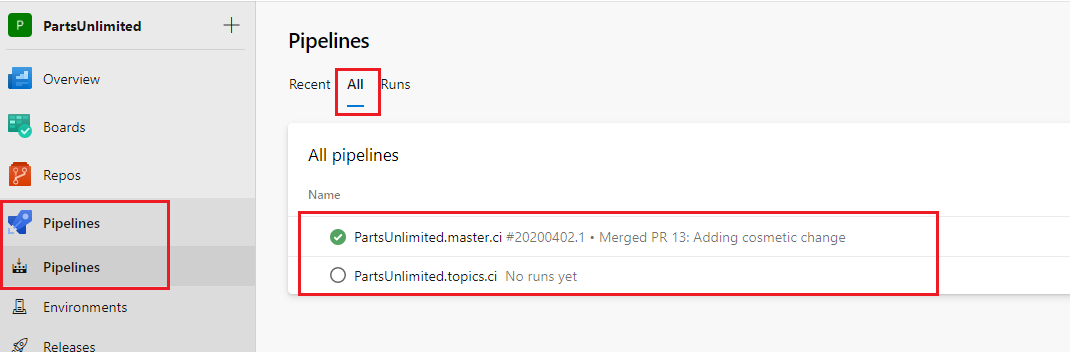 P PartsUnlimited +
Overview
Boards
Repos
Pipelines
Pipelines
Environments
Releases
Pipelines
Recent All Runs
All pipelines
Name
PartsUnlimited.master.ci #20200402.1 • Merged PR 13: Adding cosmetic change
PartsUnlimited.topics.ci No runs yet